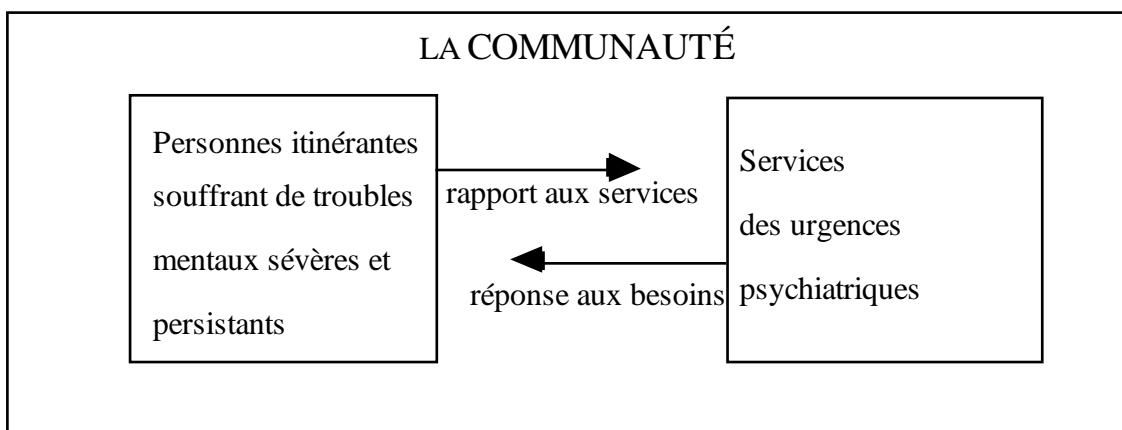 LA COMMUNAUTÉ
Personnes itinérantes
souffrant de troubles
mentaux sévères et
persistants
rapport aux services
réponse aux besoins
Services
des urgences
psychiatriques